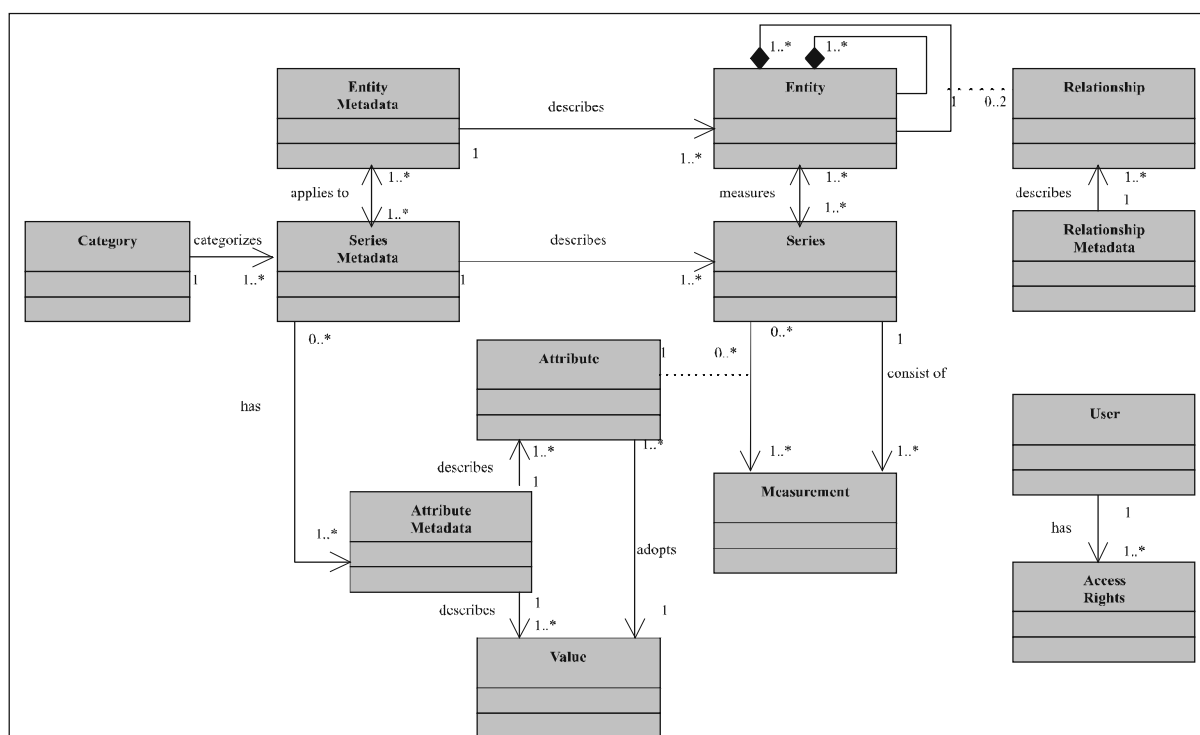 1..*
1..*
Entity
Metadata
Entity
Relationship
describes
1
0..2
1
1..*
1..*
1..*
1..*
applies to
measures
describes
1..*
1..*
1
Category
categorizes
Series
Metadata
describes
Series
Relationship
Metadata
1
1..*
1
1..*
0..*
0..*
1
Attribute
1
0..*
consist of
has
User
1..*
1..*
1..*
1..*
describes
1
Measurement
Attribute
Metadata
1
1..*
has
1..*
adopts
Access
Rights
describes
1
1..*
1
Value